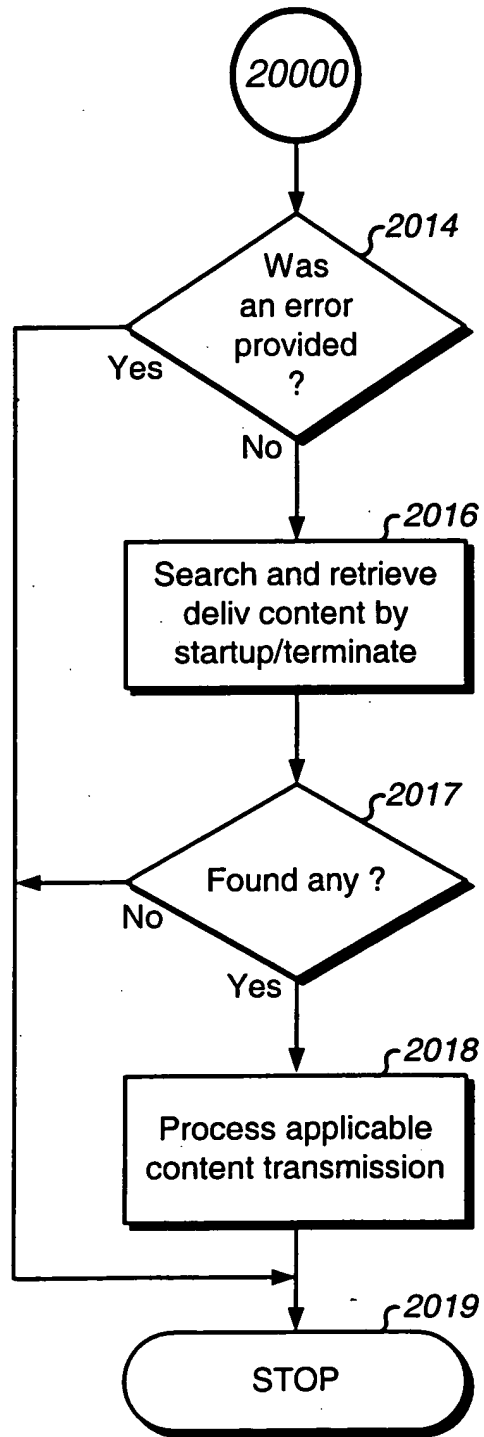 20000
2014
Was
an error
provided
?
Yes
No
2016
Search and retrieve
deliv content by
startup/terminate
2017
Found any ?
No
Yes
2018
Process applicable
content transmission
2019
STOP